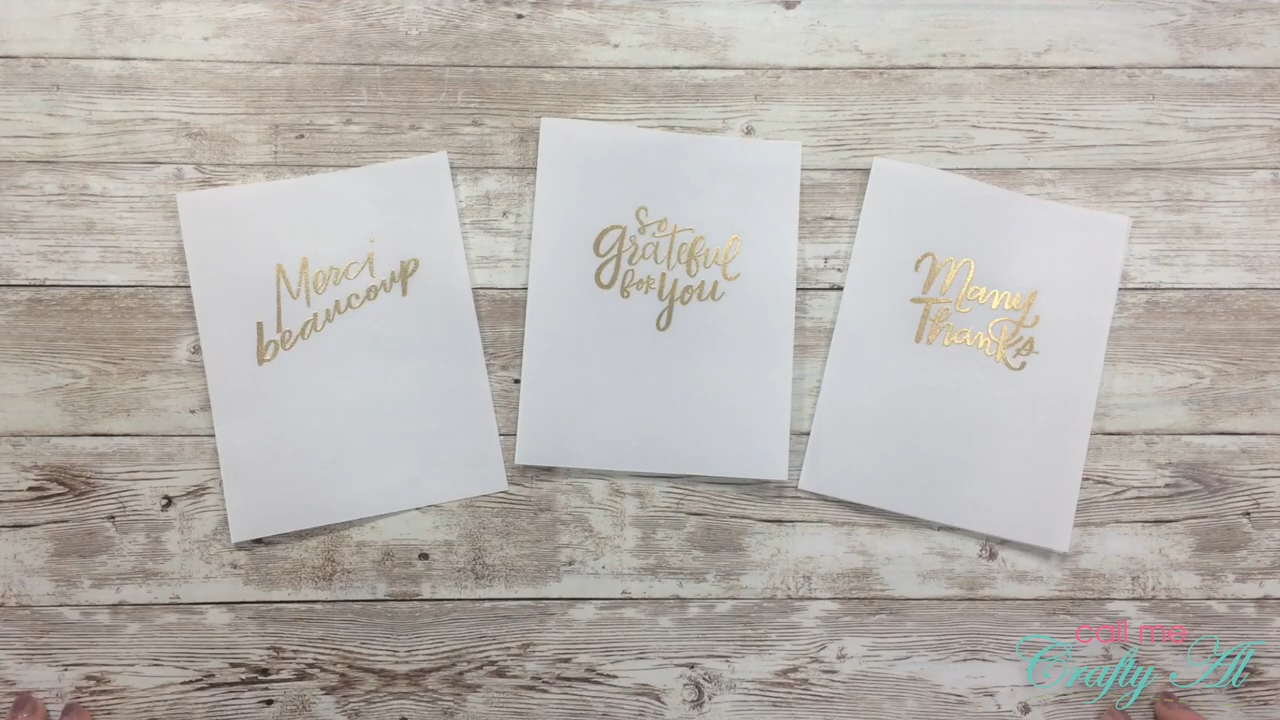 Merci
beaucoup
so
grateful
for you
Many
Thanks
call me
Crafty Al